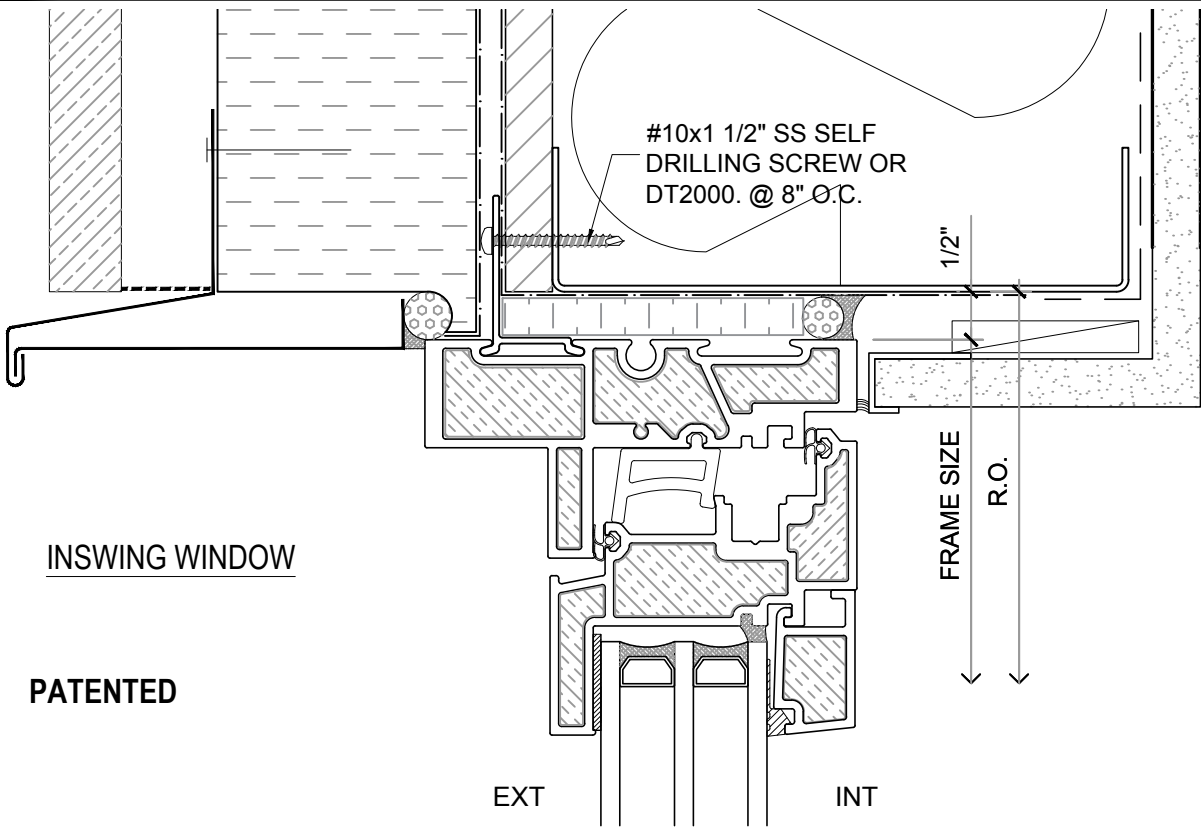 #10x1 1/2" SS SELF
DRILLING SCREW OR
DT2000. @ 8" O.C.
1/2"
FRAME SIZE
R.O.
INSWING WINDOW
PATENTED
EXT
INT